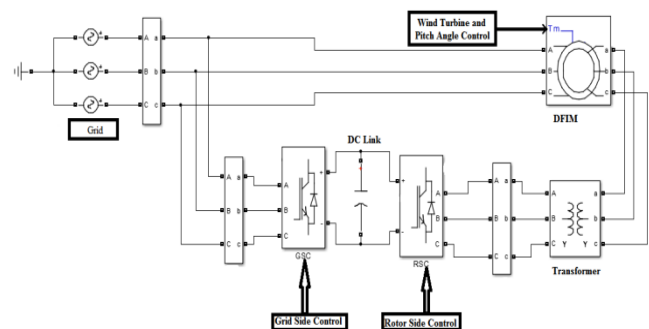 Wind Turbine and
Pitch Angle Control
Tm
A a A a
B b B b
C c C c
Grid
DFIM
DC Link
A a A + + A A a A a
B b B B B b B b
C c C - - C C c C Y Y c
GSC
RSC
Transformer
Grid Side Control
Rotor Side Control